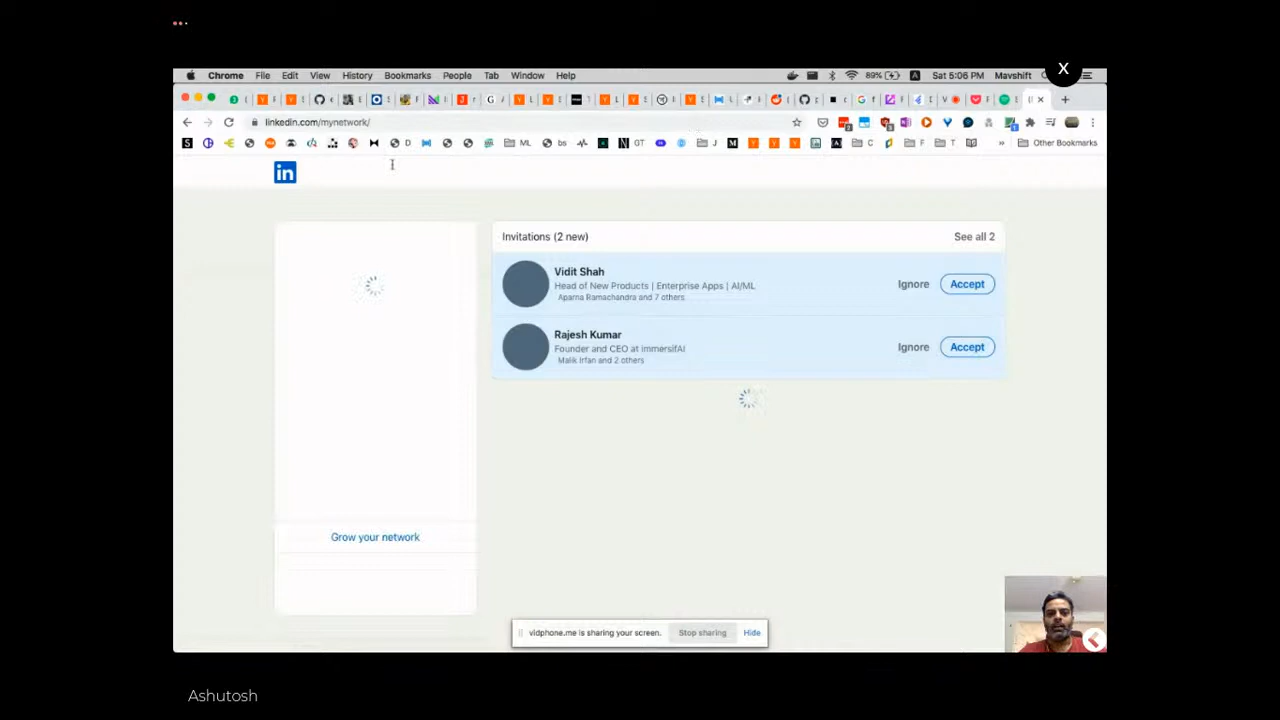 X
Chrome File Edit View History Bookmarks People Tab Window Help
89% Sat 5:06 PM Mavshift
linkedin.com/mynetwork/
D bs ML GT J M C F T » Other Bookmarks
in
Invitations (2 new) See all 2
Vidit Shah
Head of New Products | Enterprise Apps | AI/ML
Aparna Ramachandra and 7 others
Ignore Accept
Rajesh Kumar
Founder and CEO at immersifAI
Malik Irfan and 2 others
Ignore Accept
Grow your network
vidphone.me is sharing your screen. Stop sharing Hide
Ashutosh